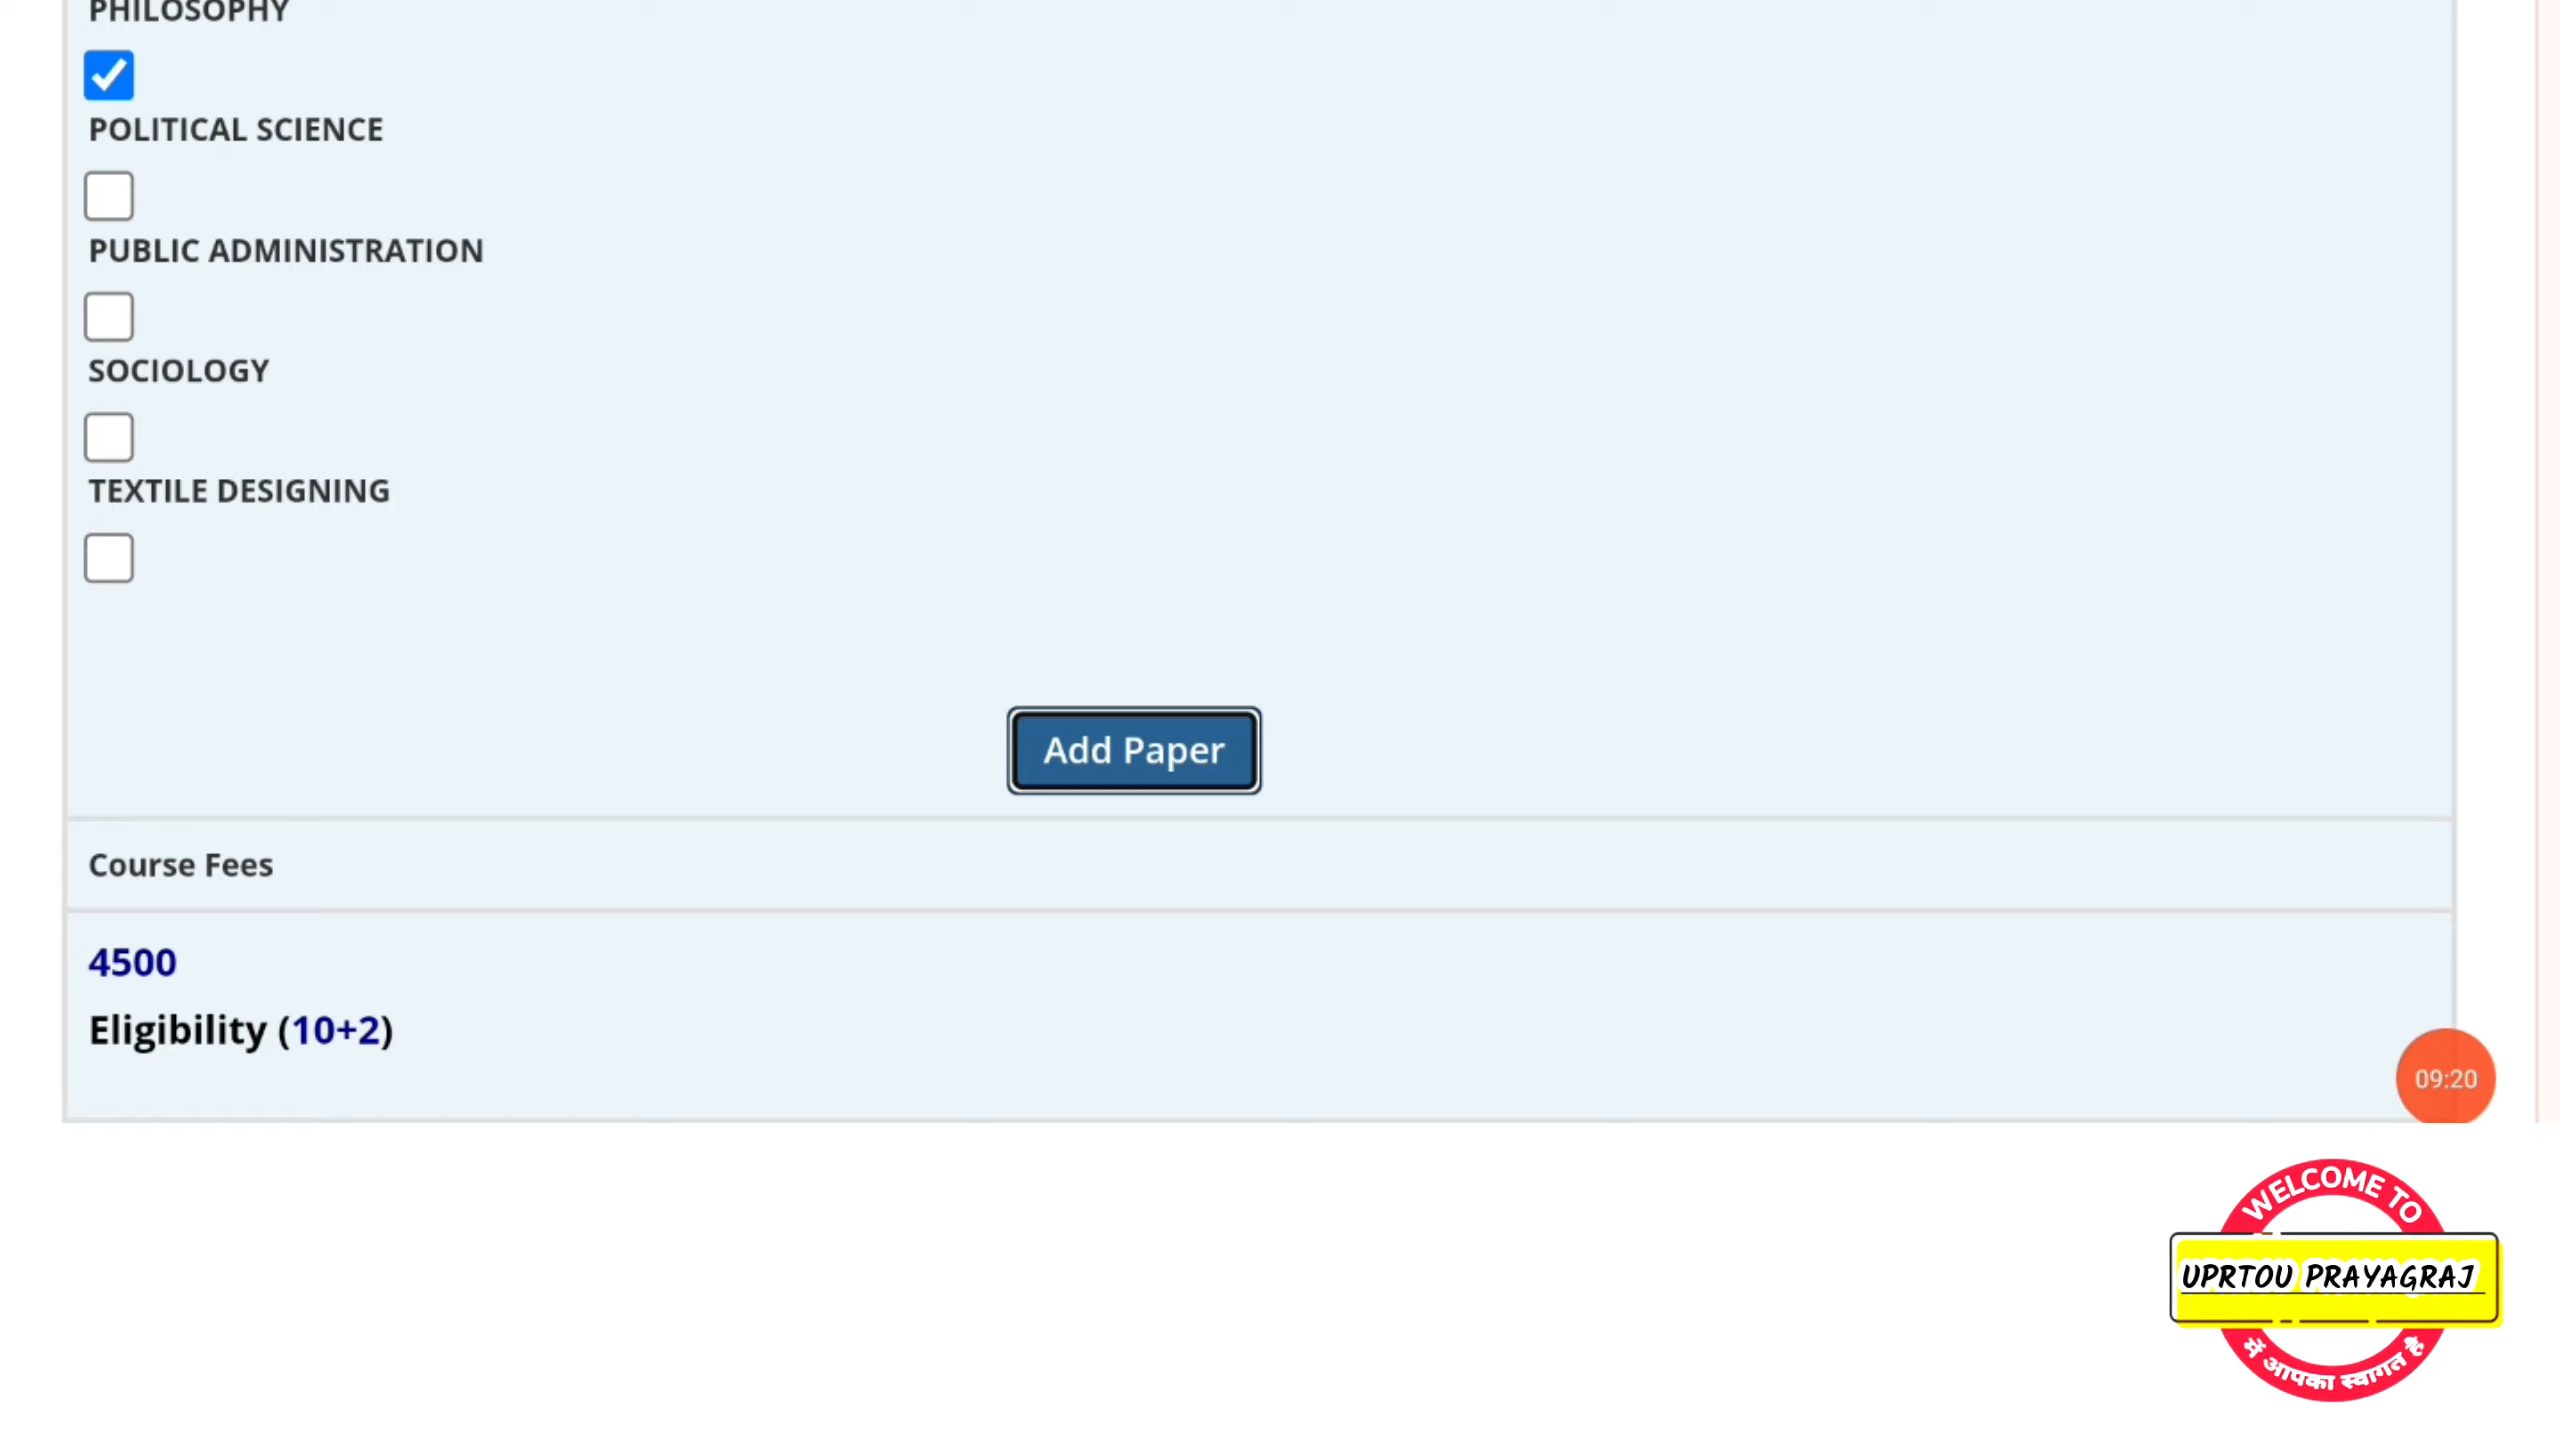 PHILOSOPHY
POLITICAL SCIENCE
PUBLIC ADMINISTRATION
SOCIOLOGY
TEXTILE DESIGNING
Add Paper
Course Fees
4500
Eligibility (10+2)
09:20
WELCOME TO
UPRTOU PRAYAGRAJ
में आपका स्वागत है